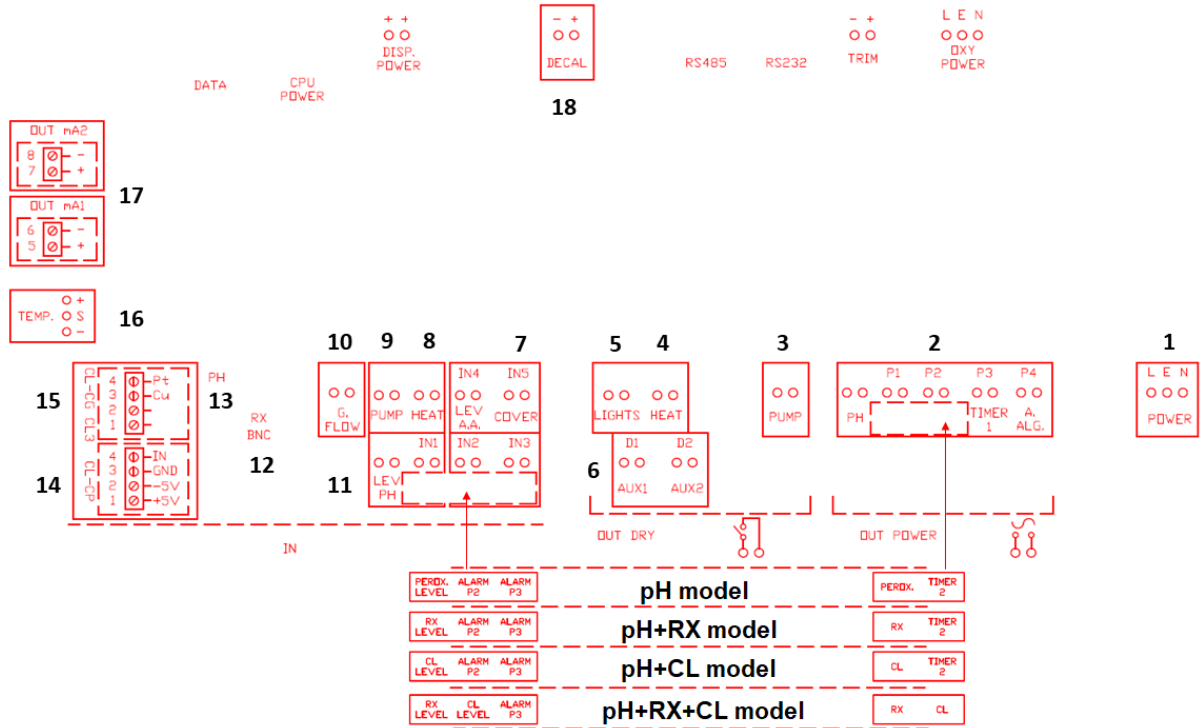 - +
DECAL
18
+ +
DISP.
POWER
- +
TRIM
L E N
OXY
POWER
RS485
RS232
DATA
CPU
POWER
OUT mA2
8 -
7 +
17
OUT mA1
6 -
5 +
+
TEMP. S
-
16
15
CL-CG CL3
4 Pt
3 Cu
2
1
PH
13
RX
BNC
12
14
CL-CP
4 IN
3 GND
2 -5V
1 +5V
10
G.
FLOW
9
PUMP
8
HEAT
7
IN4
LEV
A.A.
IN5
COVER
11
LEV
PH
IN1
IN2
IN3
IN
5
LIGHTS
4
HEAT
6
D1
AUX1
D2
AUX2
OUT DRY
3
PUMP
2
PH
P1
P2
P3
TIMER
1
P4
A.
ALG.
OUT POWER
1
L E N
POWER
PEROX. ALARM ALARM
LEVEL P2 P3
pH model
PEROX. TIMER
2
RX ALARM ALARM
LEVEL P2 P3
pH+RX model
RX TIMER
2
CL ALARM ALARM
LEVEL P2 P3
pH+CL model
CL TIMER
2
RX CL ALARM
LEVEL LEVEL P3
pH+RX+CL model
RX CL